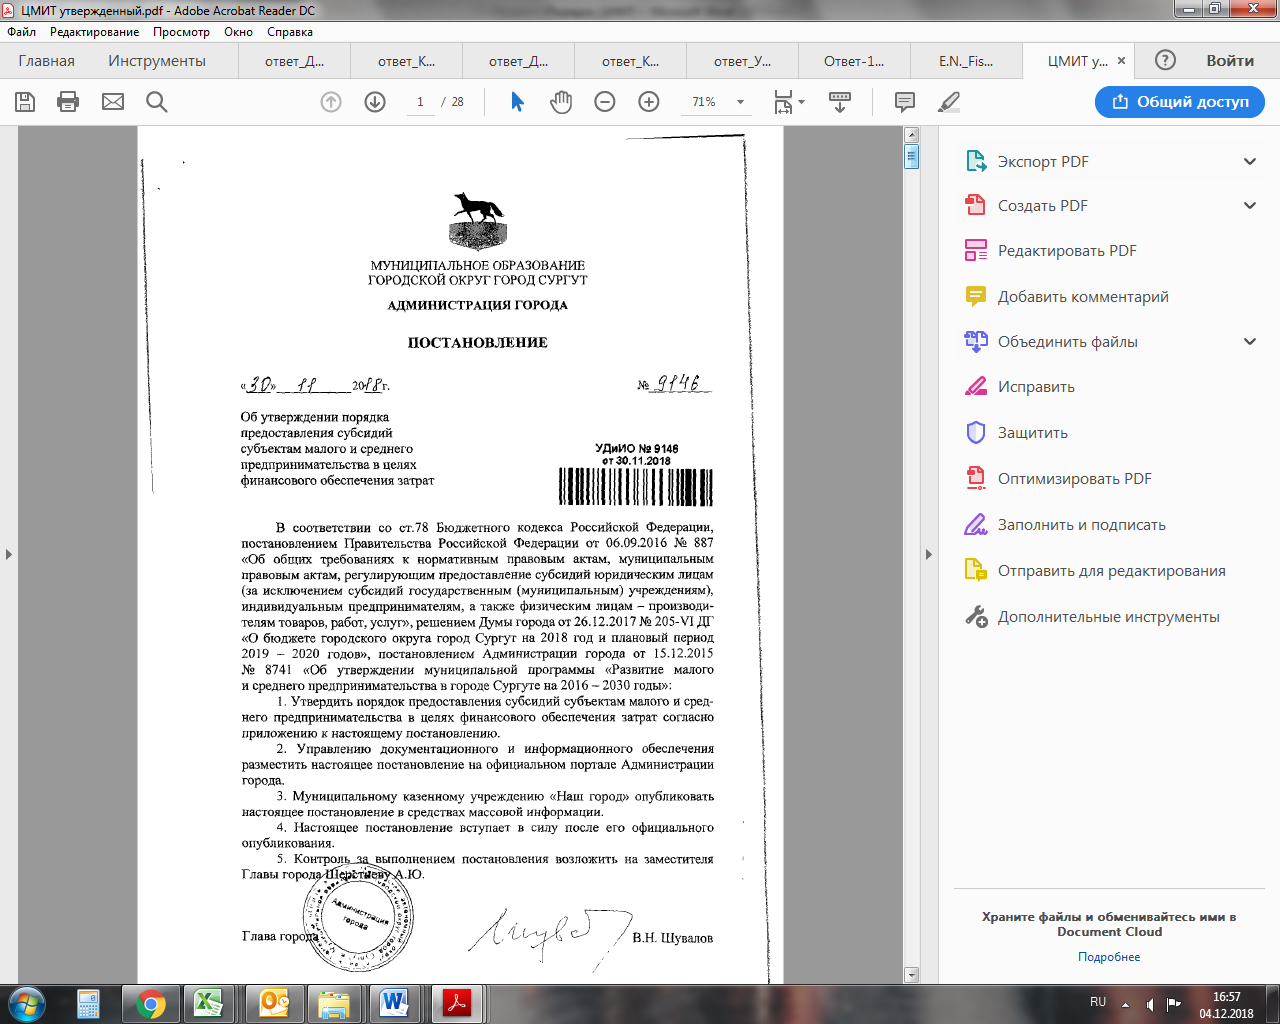 ЦМИТ утвержденный.pdf - Adobe Acrobat Reader DC
Файл Редактирование Просмотр Окно Справка
Главная Инструменты ответ_Д... ответ_К... ответ_Д... ответ_К... ответ_У... Ответ-1... E.N._Fis... ЦМИТ у... × ? Войти
1 / 28 71% Общий доступ
МУНИЦИПАЛЬНОЕ ОБРАЗОВАНИЕ
ГОРОДСКОЙ ОКРУГ ГОРОД СУРГУТ
АДМИНИСТРАЦИЯ ГОРОДА
ПОСТАНОВЛЕНИЕ
«30» 11 2018 г. № 9146
Об утверждении порядка
предоставления субсидий
субъектам малого и среднего
предпринимательства в целях
финансового обеспечения затрат
УДиИО № 9146
от 30.11.2018
В соответствии со ст.78 Бюджетного кодекса Российской Федерации,
постановлением Правительства Российской Федерации от 06.09.2016 № 887
«Об общих требованиях к нормативным правовым актам, муниципальным
правовым актам, регулирующим предоставление субсидий юридическим лицам
(за исключением субсидий государственным (муниципальным) учреждениям),
индивидуальным предпринимателям, а также физическим лицам – производи-
телям товаров, работ, услуг», решением Думы города от 26.12.2017 № 205-VI ДГ
«О бюджете городского округа город Сургут на 2018 год и плановый период
2019 – 2020 годов», постановлением Администрации города от 15.12.2015
№ 8741 «Об утверждении муниципальной программы «Развитие малого
и среднего предпринимательства в городе Сургуте на 2016 – 2030 годы»:
1. Утвердить порядок предоставления субсидий субъектам малого и сред-
него предпринимательства в целях финансового обеспечения затрат согласно
приложению к настоящему постановлению.
2. Управлению документационного и информационного обеспечения
разместить настоящее постановление на официальном портале Администрации
города.
3. Муниципальному казенному учреждению «Наш город» опубликовать
настоящее постановление в средствах массовой информации.
4. Настоящее постановление вступает в силу после его официального
опубликования.
5. Контроль за выполнением постановления возложить на заместителя
Главы города Шерстневу А.Ю.
Администрация
города
Глава города В.Н. Шувалов
Экспорт PDF
Создать PDF
Редактировать PDF
Добавить комментарий
Объединить файлы
Исправить
Защитить
Оптимизировать PDF
Заполнить и подписать
Отправить для редактирования
Дополнительные инструменты
Храните файлы и обменивайтесь ими в
Document Cloud
Подробнее
RU 16:57
04.12.2018